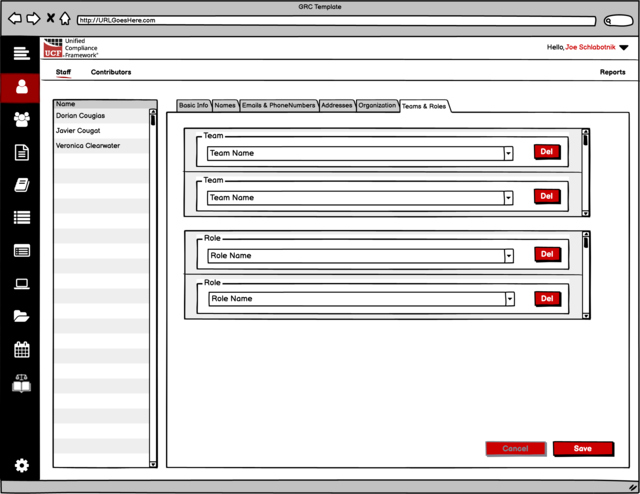 GRC Template
http://URLGoesHere.com
UCF
Unified
Compliance
Framework®
Hello, Joe Schlabotnik
Staff Contributors Reports
Name
Dorian Cougias
Javier Cougat
Veronica Clearwater
Basic Info Names Emails & PhoneNumbers Addresses Organization Teams & Roles
Team
Team Name Del
Team
Team Name Del
Role
Role Name Del
Role
Role Name Del
Cancel Save